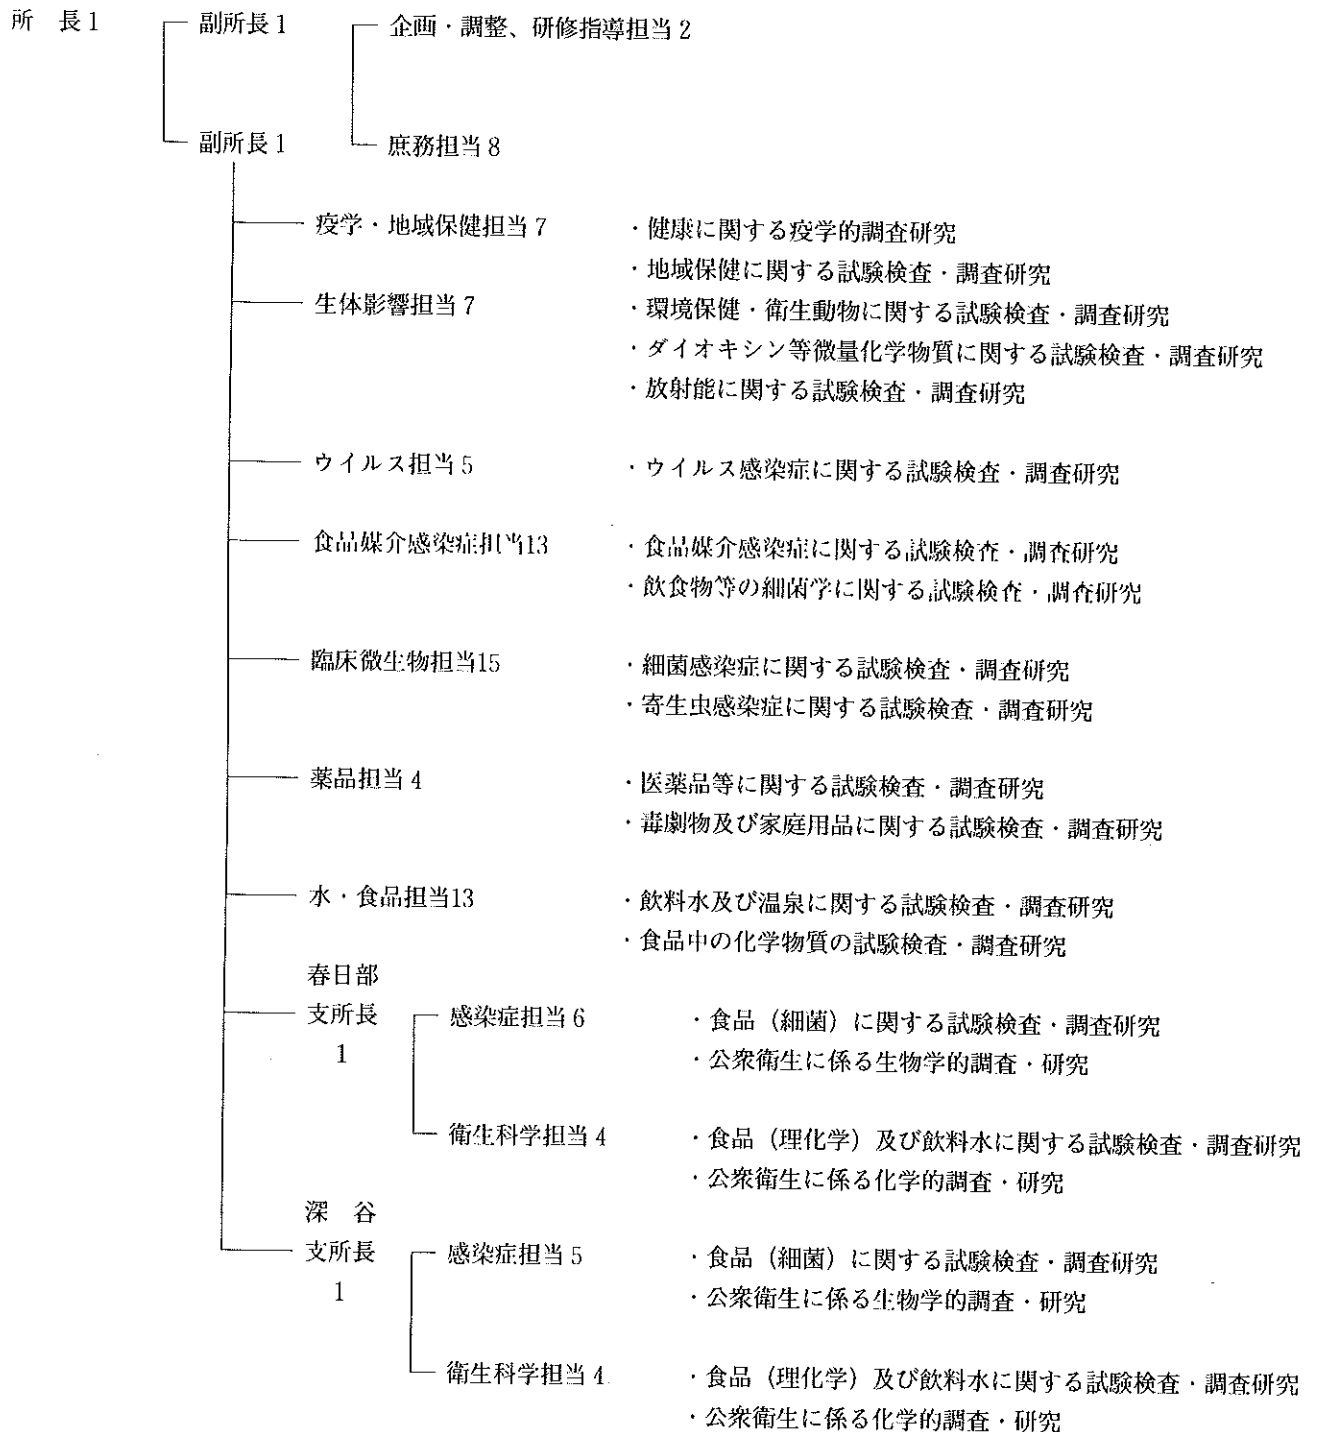 所　長 1
副所長 1
企画・調整、研修指導担当 2
副所長 1
庶務担当 8
疫学・地域保健担当 7
・健康に関する疫学的調査研究
・地域保健に関する試験検査・調査研究
生体影響担当 7
・環境保健・衛生動物に関する試験検査・調査研究
・ダイオキシン等微量化学物質に関する試験検査・調査研究
・放射能に関する試験検査・調査研究
ウイルス担当 5
・ウイルス感染症に関する試験検査・調査研究
食品媒介感染症担当13
・食品媒介感染症に関する試験検査・調査研究
・飲食物等の細菌学に関する試験検査・調査研究
臨床微生物担当15
・細菌感染症に関する試験検査・調査研究
・寄生虫感染症に関する試験検査・調査研究
薬品担当 4
・医薬品等に関する試験検査・調査研究
・毒劇物及び家庭用品に関する試験検査・調査研究
水・食品担当13
・飲料水及び温泉に関する試験検査・調査研究
・食品中の化学物質の試験検査・調査研究
春日部
支所長
1
感染症担当 6
・食品（細菌）に関する試験検査・調査研究
・公衆衛生に係る生物学的調査・研究
衛生科学担当 4
・食品（理化学）及び飲料水に関する試験検査・調査研究
・公衆衛生に係る化学的調査・研究
深　谷
支所長
1
感染症担当 5
・食品（細菌）に関する試験検査・調査研究
・公衆衛生に係る生物学的調査・研究
衛生科学担当 4
・食品（理化学）及び飲料水に関する試験検査・調査研究
・公衆衛生に係る化学的調査・研究